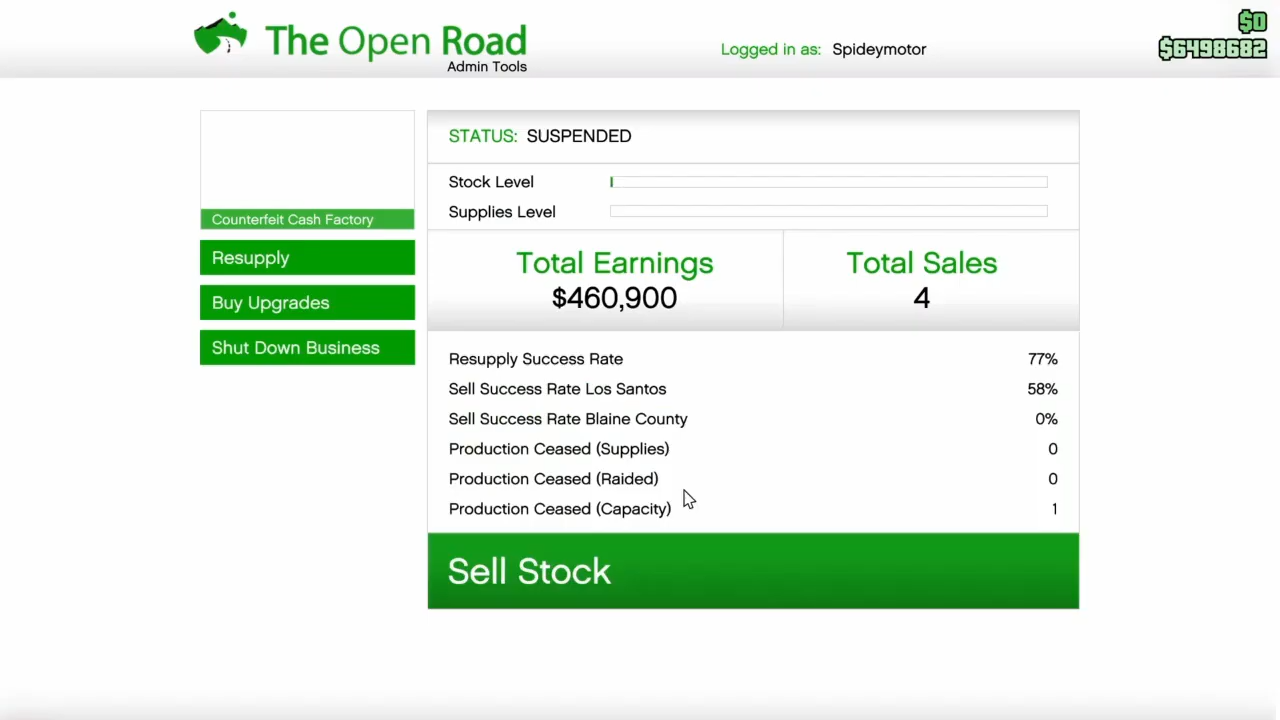 The Open Road
Admin Tools
Logged in as: Spideymotor
$0
$6498682
Counterfeit Cash Factory
Resupply
Buy Upgrades
Shut Down Business
STATUS: SUSPENDED
Stock Level
Supplies Level
Total Earnings
$460,900
Total Sales
4
Resupply Success Rate 77%
Sell Success Rate Los Santos 58%
Sell Success Rate Blaine County 0%
Production Ceased (Supplies) 0
Production Ceased (Raided) 0
Production Ceased (Capacity) 1
Sell Stock